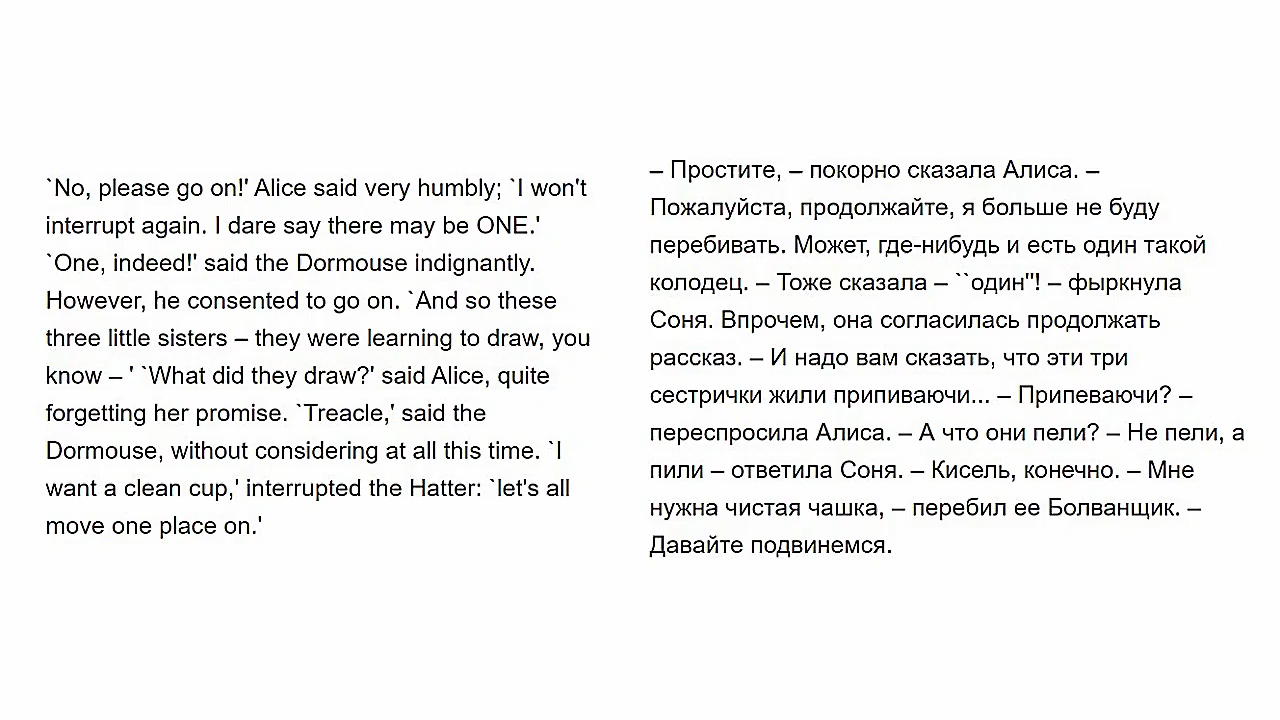 `No, please go on!' Alice said very humbly; `I won't
interrupt again. I dare say there may be ONE.'
`One, indeed!' said the Dormouse indignantly.
However, he consented to go on. `And so these
three little sisters – they were learning to draw, you
know – ' `What did they draw?' said Alice, quite
forgetting her promise. `Treacle,' said the
Dormouse, without considering at all this time. `I
want a clean cup,' interrupted the Hatter: `let's all
move one place on.'
– Простите, – покорно сказала Алиса. –
Пожалуйста, продолжайте, я больше не буду
перебивать. Может, где-нибудь и есть один такой
колодец. – Тоже сказала – ``один"! – фыркнула
Соня. Впрочем, она согласилась продолжать
рассказ. – И надо вам сказать, что эти три
сестрички жили припиваючи... – Припеваючи? –
переспросила Алиса. – А что они пели? – Не пели, а
пили – ответила Соня. – Кисель, конечно. – Мне
нужна чистая чашка, – перебил ее Болванщик. –
Давайте подвинемся.